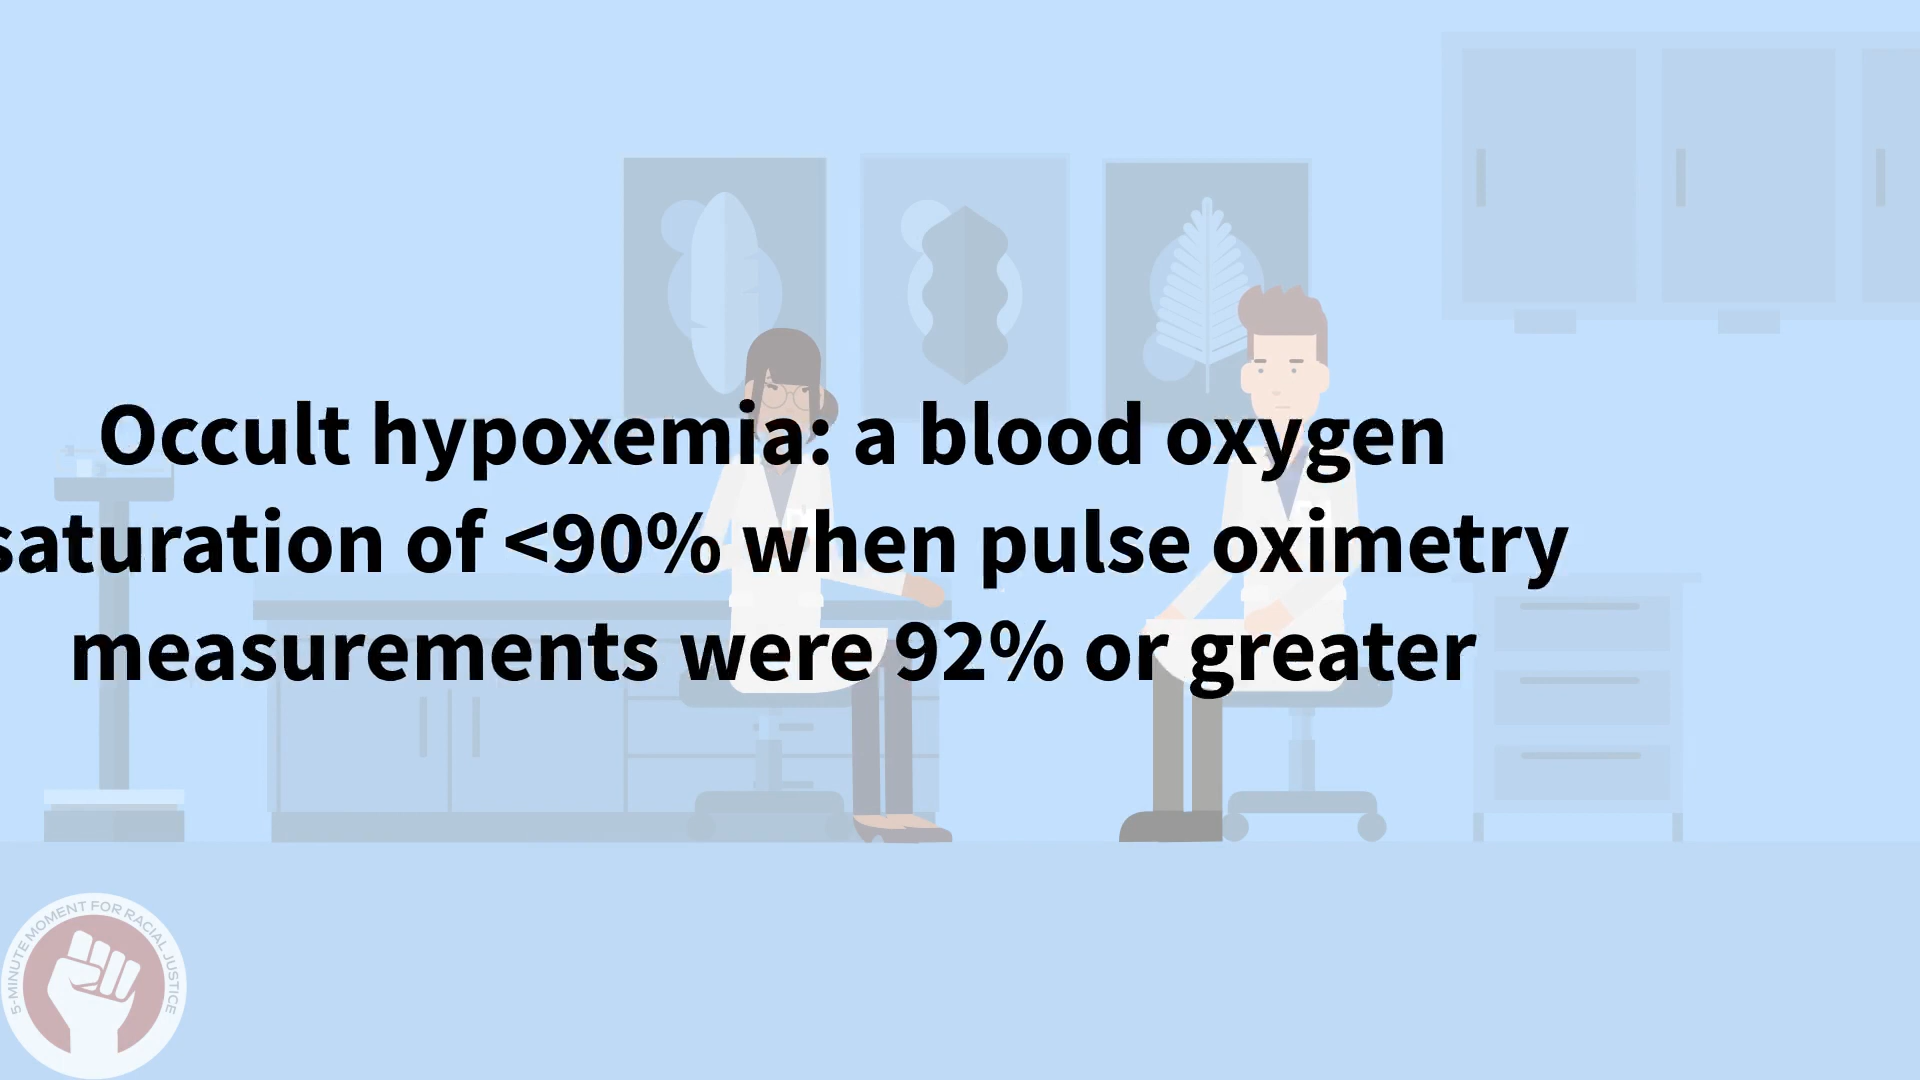 Occult hypoxemia: a blood oxygen
saturation of <90% when pulse oximetry
measurements were 92% or greater
5-MINUTE MOMENT FOR RACIAL JUSTICE